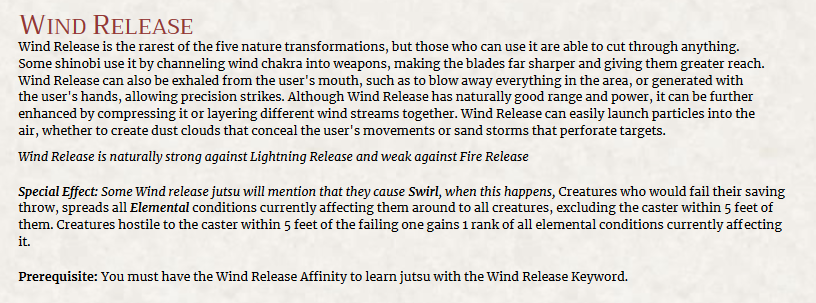 WIND RELEASE
Wind Release is the rarest of the five nature transformations, but those who can use it are able to cut through anything.
Some shinobi use it by channeling wind chakra into weapons, making the blades far sharper and giving them greater reach.
Wind Release can also be exhaled from the user's mouth, such as to blow away everything in the area, or generated with
the user's hands, allowing precision strikes. Although Wind Release has naturally good range and power, it can be further
enhanced by compressing it or layering different wind streams together. Wind Release can easily launch particles into the
air, whether to create dust clouds that conceal the user's movements or sand storms that perforate targets.
Wind Release is naturally strong against Lightning Release and weak against Fire Release
Special Effect: Some Wind release jutsu will mention that they cause Swirl, when this happens, Creatures who would fail their saving
throw, spreads all Elemental conditions currently affecting them around to all creatures, excluding the caster within 5 feet of
them. Creatures hostile to the caster within 5 feet of the failing one gains 1 rank of all elemental conditions currently affecting
it.
Prerequisite: You must have the Wind Release Affinity to learn jutsu with the Wind Release Keyword.